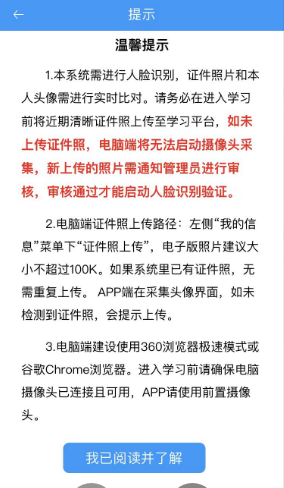 提示
温馨提示
1.本系统需进行人脸识别，证件照片和本
人头像需进行实时比对。请务必在进入学习
前将近期清晰证件照上传至学习平台，如未
上传证件照，电脑端将无法启动摄像头采
集，新上传的照片需通知管理员进行审
核，审核通过才能启动人脸识别验证。
2.电脑端证件照上传路径：左侧“我的信
息”菜单下“证件照上传”，电子版照片建议大
小不超过100K。如果系统里已有证件照，无
需重复上传。 APP端在采集头像界面，如未
检测到证件照，会提示上传。
3.电脑端建设使用360浏览器极速模式或
谷歌Chrome浏览器。进入学习前请确保电脑
摄像头已连接且可用，APP请使用前置摄像
头。
我已阅读并了解